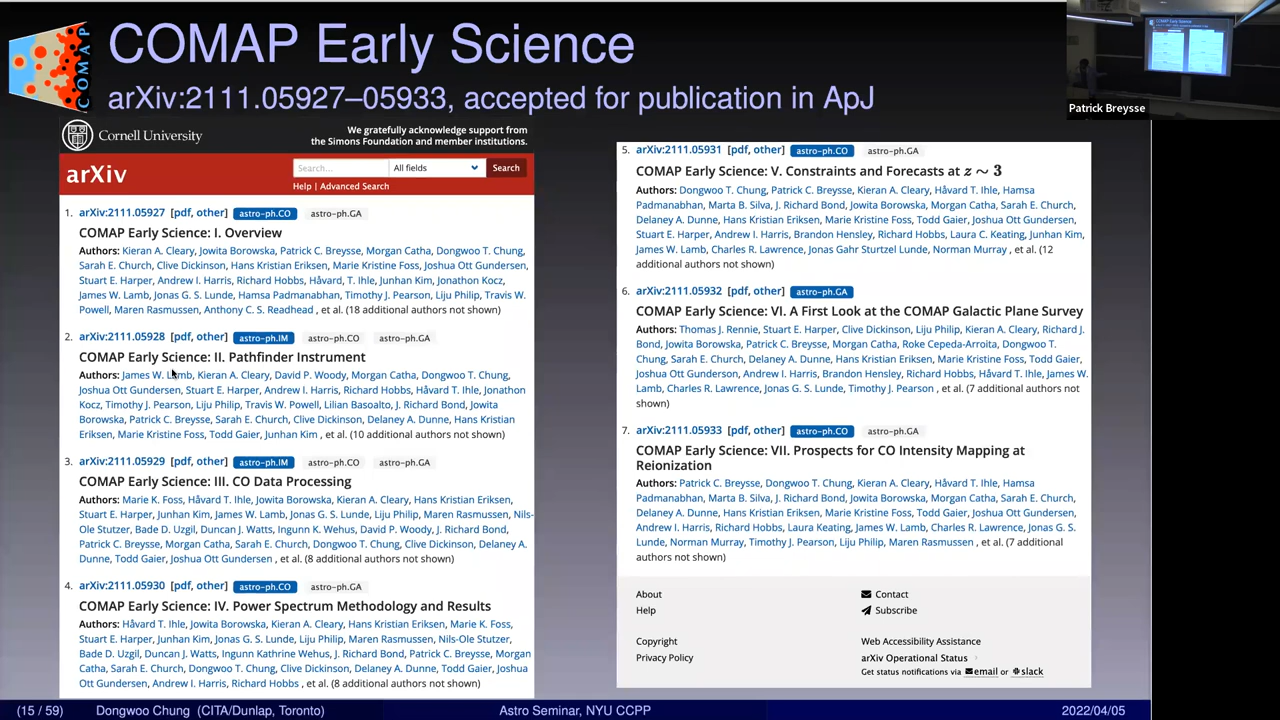 COMAP
COMAP Early Science
arXiv:2111.05927–05933, accepted for publication in ApJ
Patrick Breysse
Cornell University
We gratefully acknowledge support from
the Simons Foundation and member institutions.
arXiv
Search...
All fields
Search
Help | Advanced Search
1. arXiv:2111.05927 [pdf, other] astro-ph.CO astro-ph.GA
COMAP Early Science: I. Overview
Authors: Kieran A. Cleary, Jowita Borowska, Patrick C. Breysse, Morgan Catha, Dongwoo T. Chung,
Sarah E. Church, Clive Dickinson, Hans Kristian Eriksen, Marie Kristine Foss, Joshua Ott Gundersen,
Stuart E. Harper, Andrew I. Harris, Richard Hobbs, Håvard, T. Ihle, Junhan Kim, Jonathon Kocz,
James W. Lamb, Jonas G. S. Lunde, Hamsa Padmanabhan, Timothy J. Pearson, Liju Philip, Travis W.
Powell, Maren Rasmussen, Anthony C. S. Readhead , et al. (18 additional authors not shown)
2. arXiv:2111.05928 [pdf, other] astro-ph.IM astro-ph.CO astro-ph.GA
COMAP Early Science: II. Pathfinder Instrument
Authors: James W. Lamb, Kieran A. Cleary, David P. Woody, Morgan Catha, Dongwoo T. Chung,
Joshua Ott Gundersen, Stuart E. Harper, Andrew I. Harris, Richard Hobbs, Håvard T. Ihle, Jonathon
Kocz, Timothy J. Pearson, Liju Philip, Travis W. Powell, Lilian Basoalto, J. Richard Bond, Jowita
Borowska, Patrick C. Breysse, Sarah E. Church, Clive Dickinson, Delaney A. Dunne, Hans Kristian
Eriksen, Marie Kristine Foss, Todd Gaier, Junhan Kim , et al. (10 additional authors not shown)
3. arXiv:2111.05929 [pdf, other] astro-ph.IM astro-ph.CO astro-ph.GA
COMAP Early Science: III. CO Data Processing
Authors: Marie K. Foss, Håvard T. Ihle, Jowita Borowska, Kieran A. Cleary, Hans Kristian Eriksen,
Stuart E. Harper, Junhan Kim, James W. Lamb, Jonas G. S. Lunde, Liju Philip, Maren Rasmussen, Nils-
Ole Stutzer, Bade D. Uzgil, Duncan J. Watts, Ingunn K. Wehus, David P. Woody, J. Richard Bond,
Patrick C. Breysse, Morgan Catha, Sarah E. Church, Dongwoo T. Chung, Clive Dickinson, Delaney A.
Dunne, Todd Gaier, Joshua Ott Gundersen , et al. (8 additional authors not shown)
4. arXiv:2111.05930 [pdf, other] astro-ph.CO astro-ph.GA
COMAP Early Science: IV. Power Spectrum Methodology and Results
Authors: Håvard T. Ihle, Jowita Borowska, Kieran A. Cleary, Hans Kristian Eriksen, Marie K. Foss,
Stuart E. Harper, Junhan Kim, Jonas G. S. Lunde, Liju Philip, Maren Rasmussen, Nils-Ole Stutzer,
Bade D. Uzgil, Duncan J. Watts, Ingunn Kathrine Wehus, J. Richard Bond, Patrick C. Breysse, Morgan
Catha, Sarah E. Church, Dongwoo T. Chung, Clive Dickinson, Delaney A. Dunne, Todd Gaier, Joshua
Ott Gundersen, Andrew I. Harris, Richard Hobbs , et al. (8 additional authors not shown)
5. arXiv:2111.05931 [pdf, other] astro-ph.CO astro-ph.GA
COMAP Early Science: V. Constraints and Forecasts at z ∼ 3
Authors: Dongwoo T. Chung, Patrick C. Breysse, Kieran A. Cleary, Håvard T. Ihle, Hamsa
Padmanabhan, Marta B. Silva, J. Richard Bond, Jowita Borowska, Morgan Catha, Sarah E. Church,
Delaney A. Dunne, Hans Kristian Eriksen, Marie Kristine Foss, Todd Gaier, Joshua Ott Gundersen,
Stuart E. Harper, Andrew I. Harris, Brandon Hensley, Richard Hobbs, Laura C. Keating, Junhan Kim,
James W. Lamb, Charles R. Lawrence, Jonas Gahr Sturtzel Lunde, Norman Murray , et al. (12
additional authors not shown)
6. arXiv:2111.05932 [pdf, other] astro-ph.GA
COMAP Early Science: VI. A First Look at the COMAP Galactic Plane Survey
Authors: Thomas J. Rennie, Stuart E. Harper, Clive Dickinson, Liju Philip, Kieran A. Cleary, Richard J.
Bond, Jowita Borowska, Patrick C. Breysse, Morgan Catha, Roke Cepeda-Arroita, Dongwoo T.
Chung, Sarah E. Church, Delaney A. Dunne, Hans Kristian Eriksen, Marie Kristine Foss, Todd Gaier,
Joshua Ott Gundersen, Andrew I. Harris, Brandon Hensley, Richard Hobbs, Håvard T. Ihle, James W.
Lamb, Charles R. Lawrence, Jonas G. S. Lunde, Timothy J. Pearson , et al. (7 additional authors not
shown)
7. arXiv:2111.05933 [pdf, other] astro-ph.CO astro-ph.GA
COMAP Early Science: VII. Prospects for CO Intensity Mapping at
Reionization
Authors: Patrick C. Breysse, Dongwoo T. Chung, Kieran A. Cleary, Håvard T. Ihle, Hamsa
Padmanabhan, Marta B. Silva, J. Richard Bond, Jowita Borowska, Morgan Catha, Sarah E. Church,
Delaney A. Dunne, Hans Kristian Eriksen, Marie Kristine Foss, Todd Gaier, Joshua Ott Gundersen,
Andrew I. Harris, Richard Hobbs, Laura Keating, James W. Lamb, Charles R. Lawrence, Jonas G. S.
Lunde, Norman Murray, Timothy J. Pearson, Liju Philip, Maren Rasmussen , et al. (7 additional
authors not shown)
About
Help
Contact
Subscribe
Copyright
Privacy Policy
Web Accessibility Assistance
arXiv Operational Status
Get status notifications via email or slack
(15 / 59) Dongwoo Chung (CITA/Dunlap, Toronto) Astro Seminar, NYU CCPP 2022/04/05